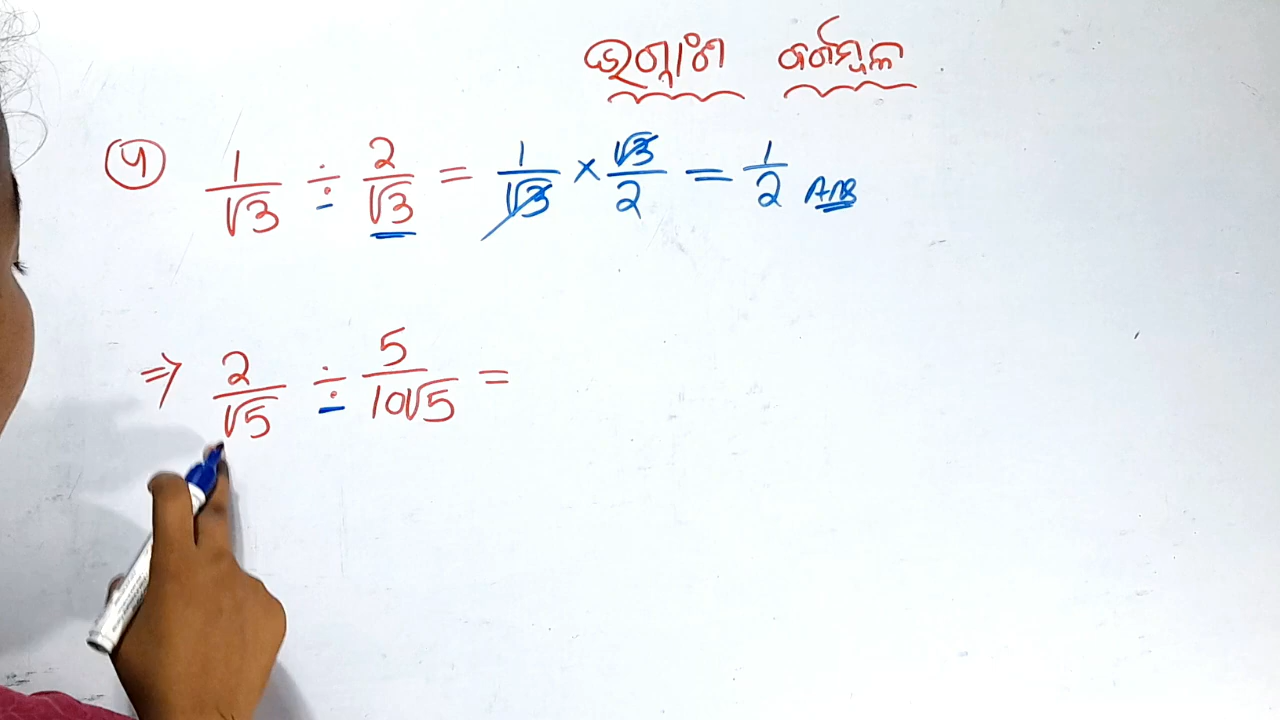 ଭଗ୍ନାଂଶ ବର୍ଗମୂଳ
୳ 1/√3 ÷ 2/√3 = 1/√3 × √3/2 = 1/2 Ans
⇒ 2/√5 ÷ 5/10√5 =